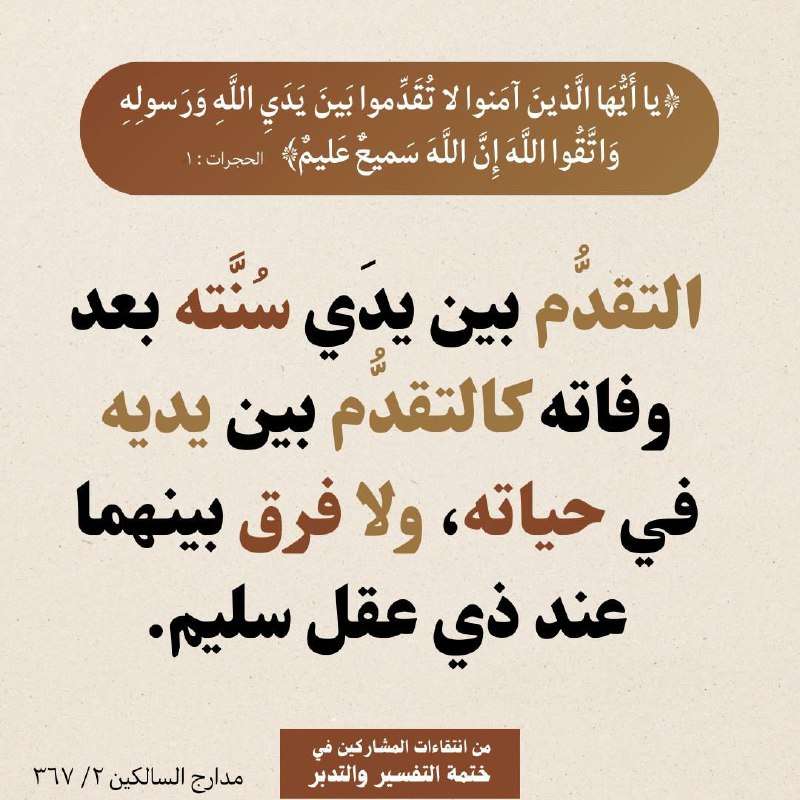 ﴿يا أَيُّهَا الَّذينَ آمَنوا لا تُقَدِّموا بَينَ يَدَيِ اللَّهِ وَرَسولِهِ
وَاتَّقُوا اللَّهَ إِنَّ اللَّهَ سَميعٌ عَليمٌ﴾ الحجرات : ١
التقدُّم بين يدَي سُنَّته بعد
وفاته كالتقدُّم بين يديه
في حياته، ولا فرق بينهما
عند ذي عقل سليم.
من انتقاءات المشاركين في
ختمة التفسير والتدبر
مدارج السالكين ٢/ ٣٦٧